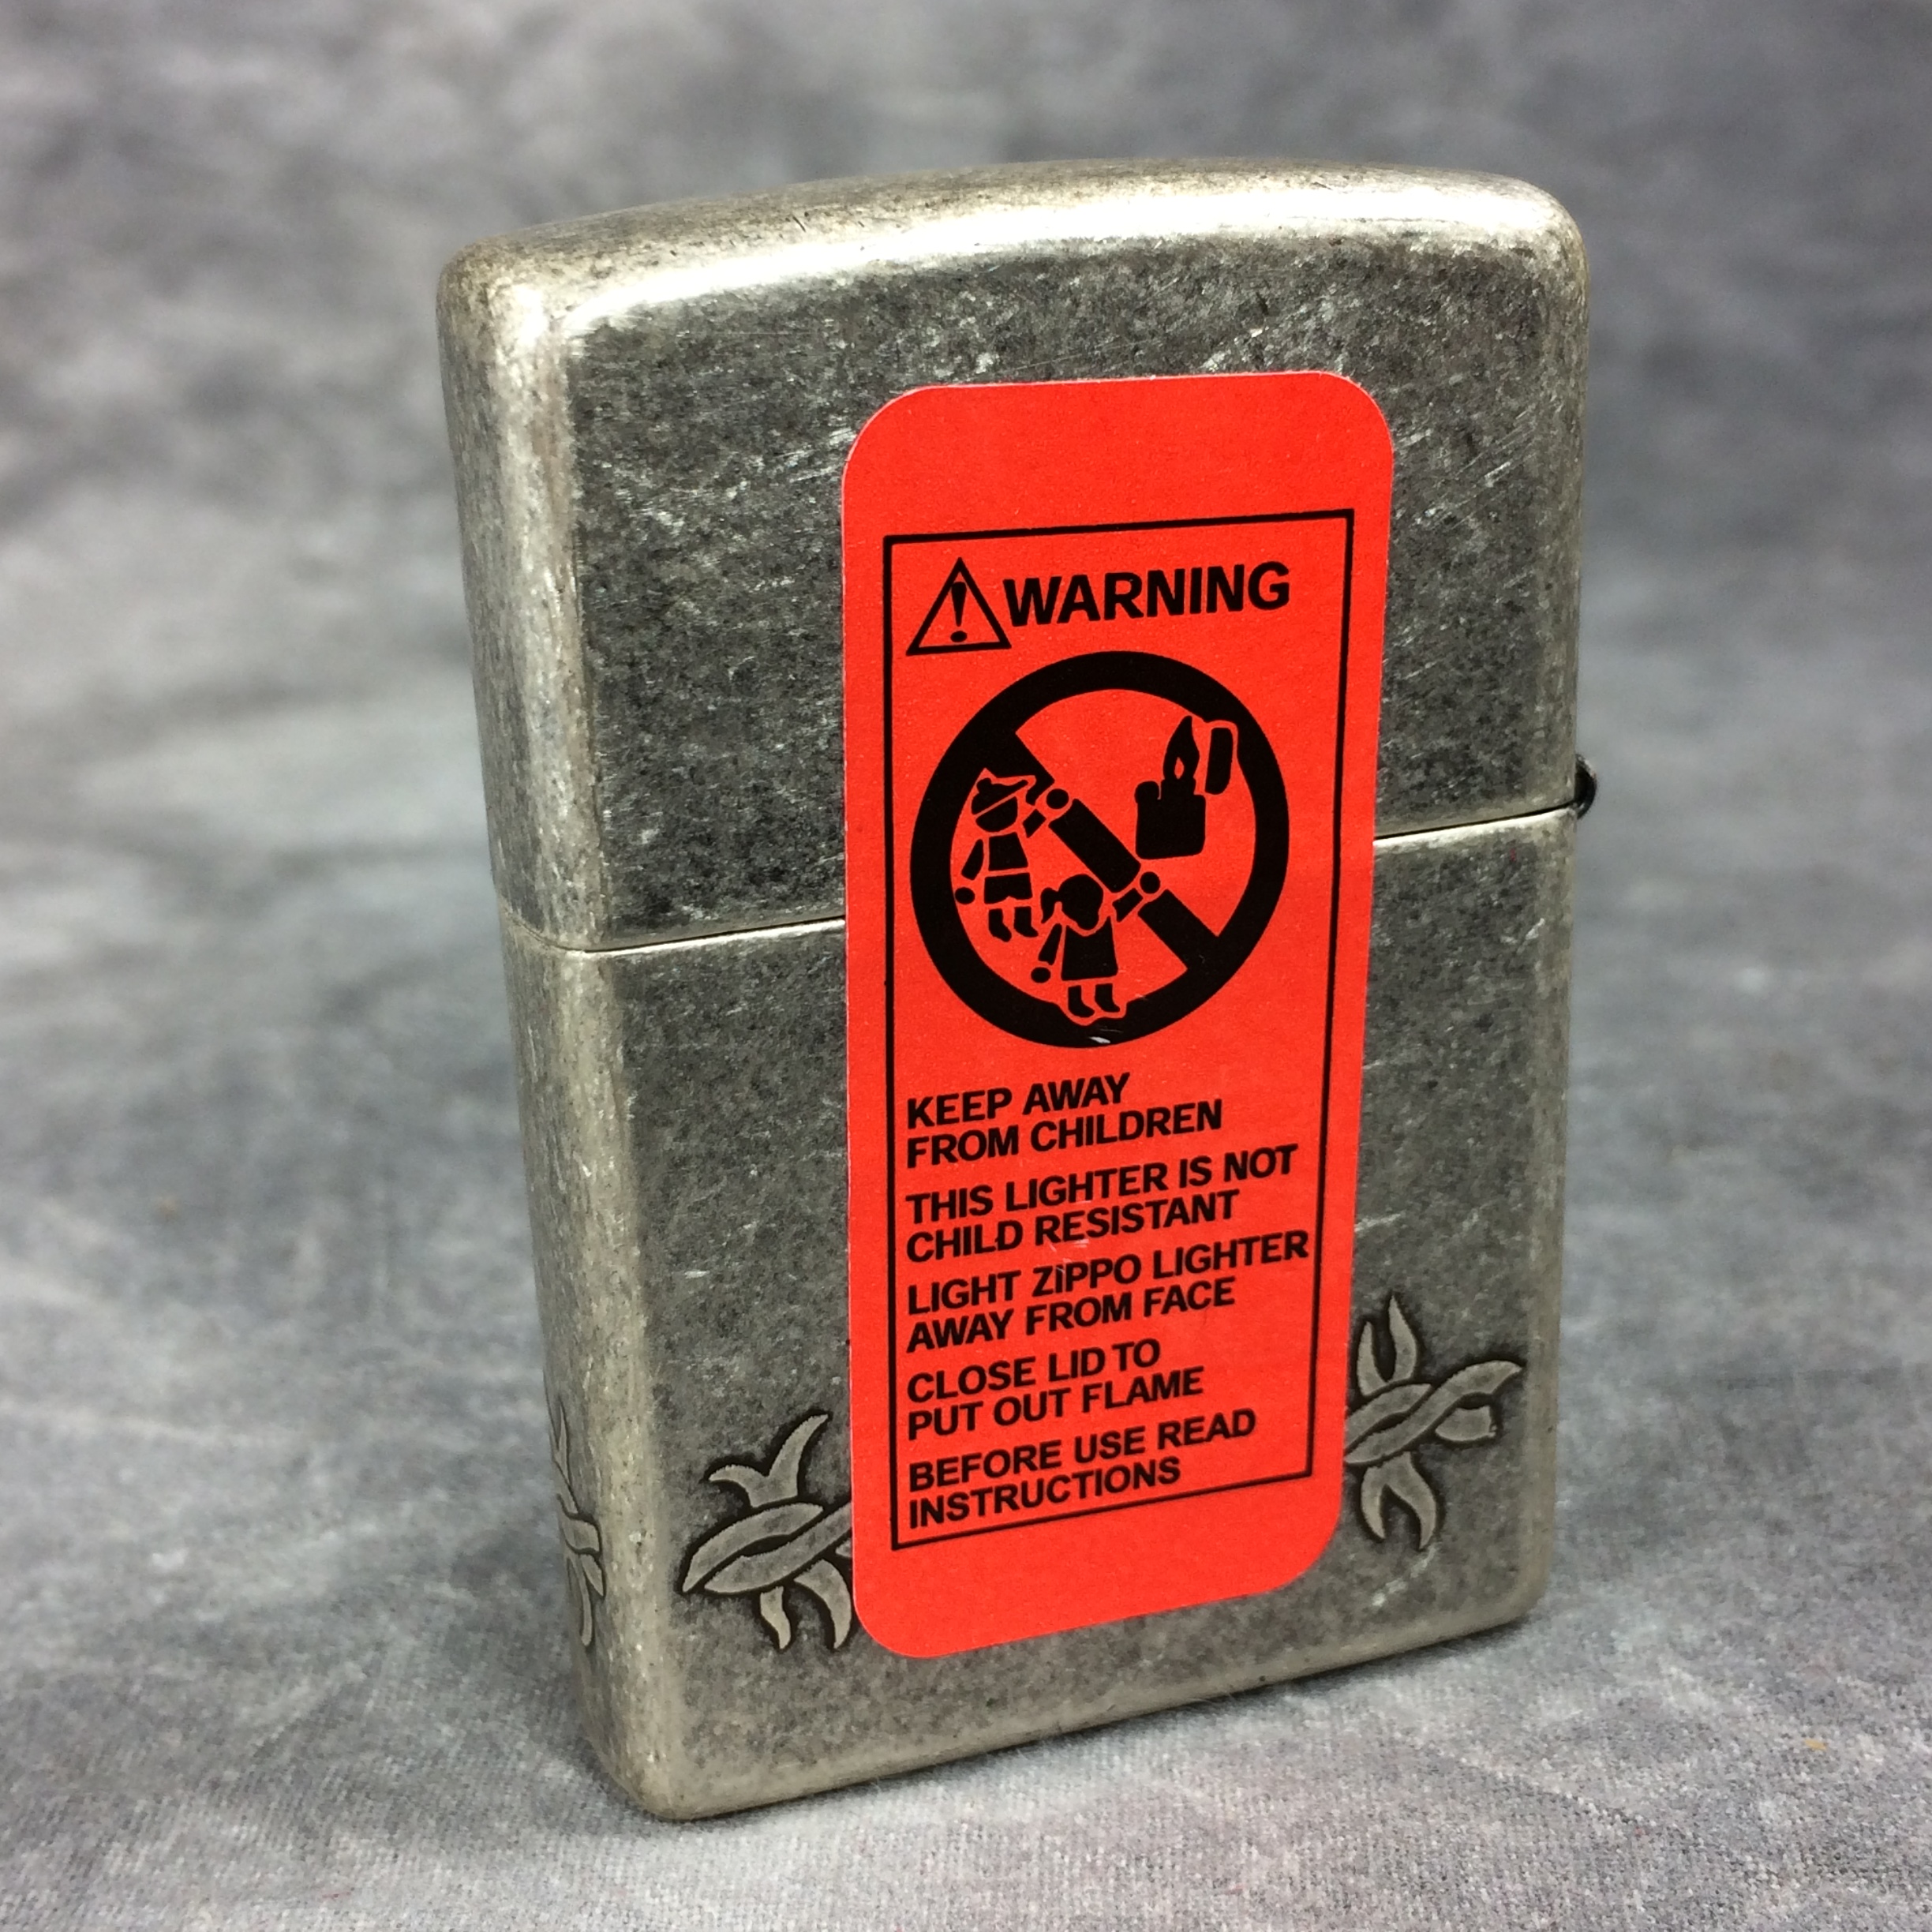 WARNING
KEEP AWAY
FROM CHILDREN
THIS LIGHTER IS NOT
CHILD RESISTANT
LIGHT ZIPPO LIGHTER
AWAY FROM FACE
CLOSE LID TO
PUT OUT FLAME
BEFORE USE READ
INSTRUCTIONS